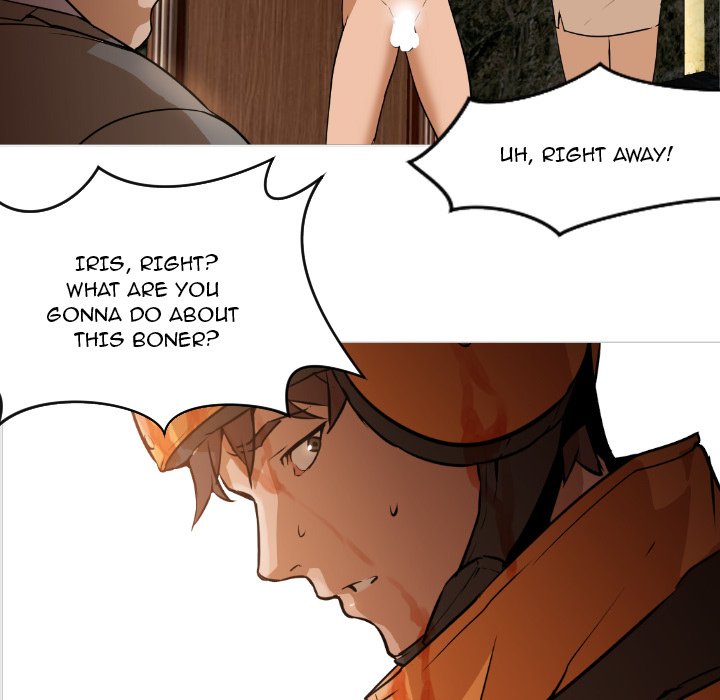 UH, RIGHT AWAY!
IRIS, RIGHT?
WHAT ARE YOU
GONNA DO ABOUT
THIS BONER?